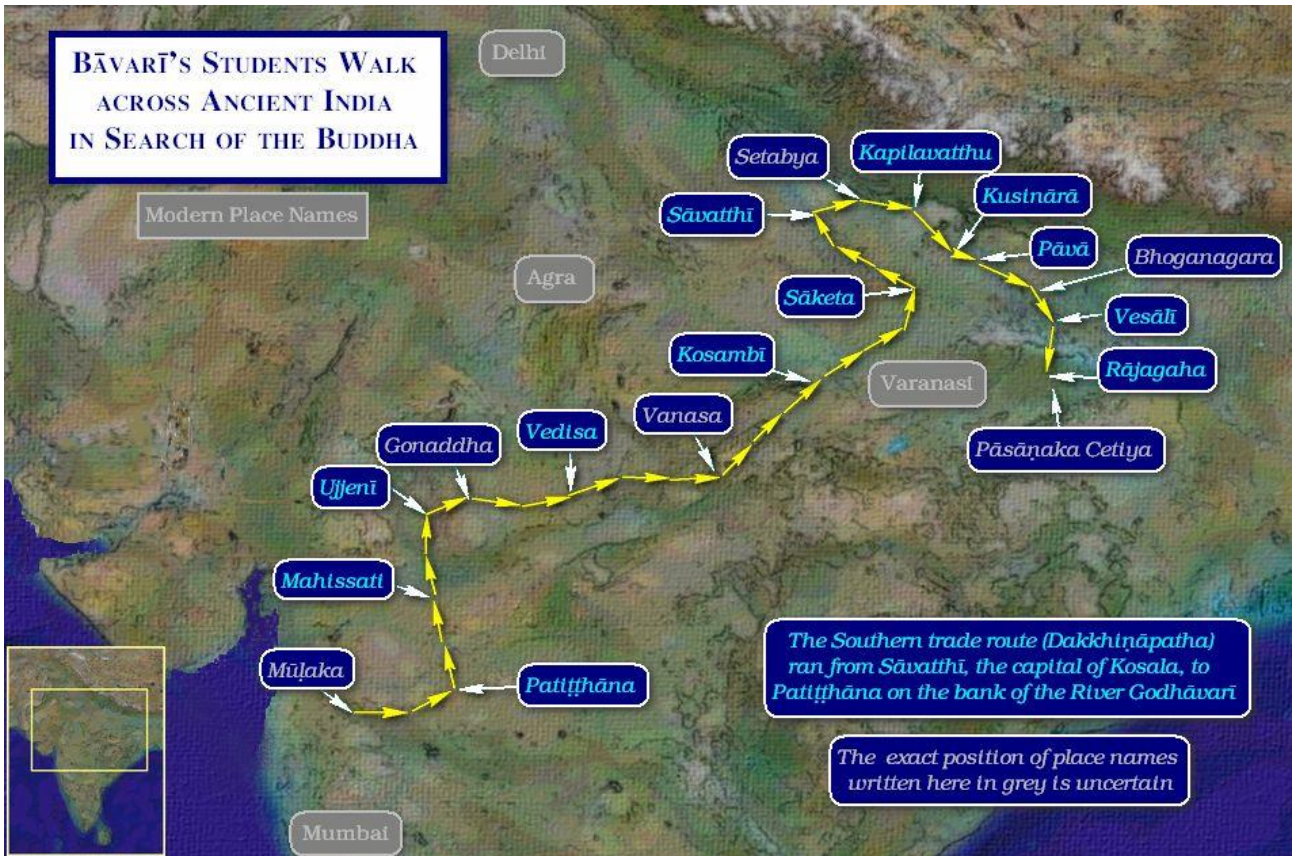 BĀVARĪ'S STUDENTS WALK
ACROSS ANCIENT INDIA
IN SEARCH OF THE BUDDHA
Delhi
Modern Place Names
Setabya
Kapilavatthu
Sāvatthī
Kusinārā
Pāvā
Bhoganagara
Agra
Sāketa
Vesālī
Kosambī
Varanasi
Rājagaha
Vanasa
Vedisa
Gonaddha
Pāsāṇaka Cetiya
Ujjenī
Mahissati
Mūḷaka
Patiṭṭhāna
The Southern trade route (Dakkhiṇāpatha)
ran from Sāvatthī, the capital of Kosala, to
Patiṭṭhāna on the bank of the River Godhāvarī
The exact position of place names
written here in grey is uncertain
Mumbai